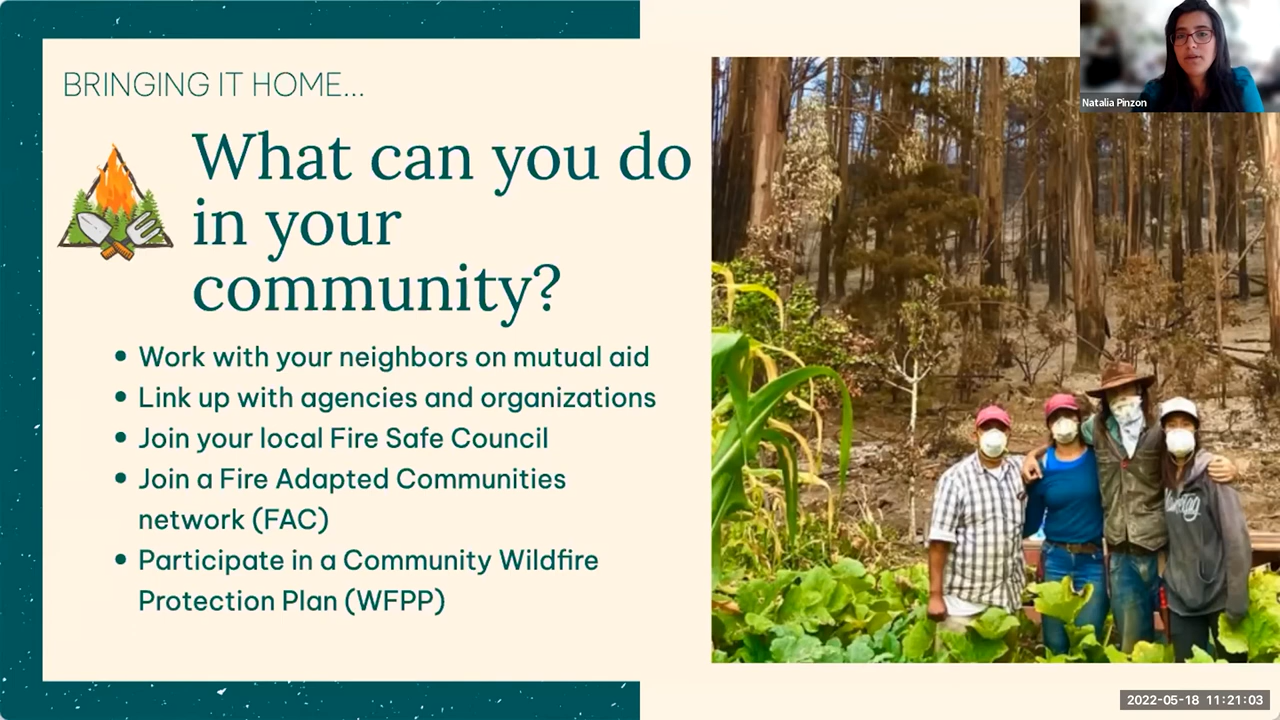 BRINGING IT HOME...
What can you do
in your
community?
• Work with your neighbors on mutual aid
• Link up with agencies and organizations
• Join your local Fire Safe Council
• Join a Fire Adapted Communities
network (FAC)
• Participate in a Community Wildfire
Protection Plan (WFPP)
Natalia Pinzon
2022-05-18 11:21:03